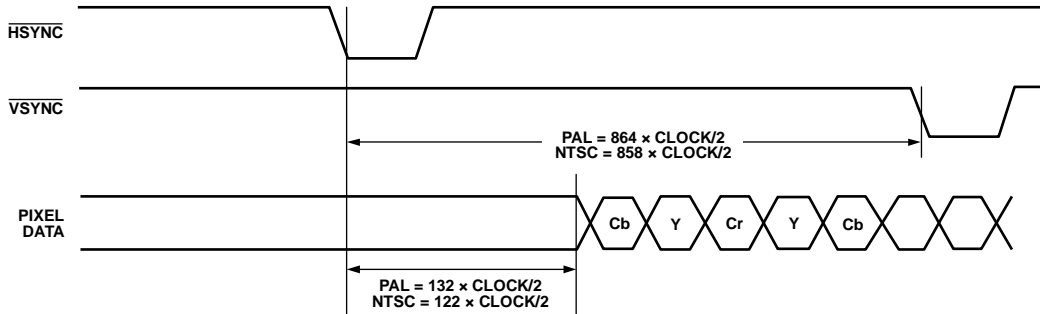 HSYNC
VSYNC
PAL = 864 × CLOCK/2
NTSC = 858 × CLOCK/2
PIXEL
DATA
Cb Y Cr Y Cb
PAL = 132 × CLOCK/2
NTSC = 122 × CLOCK/2